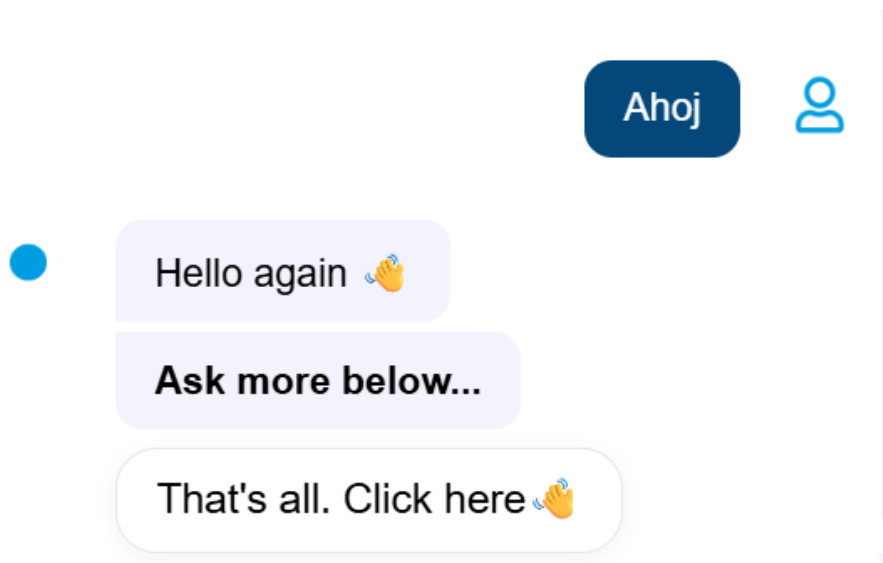 Ahoj
Hello again 👋
Ask more below...
That's all. Click here👋